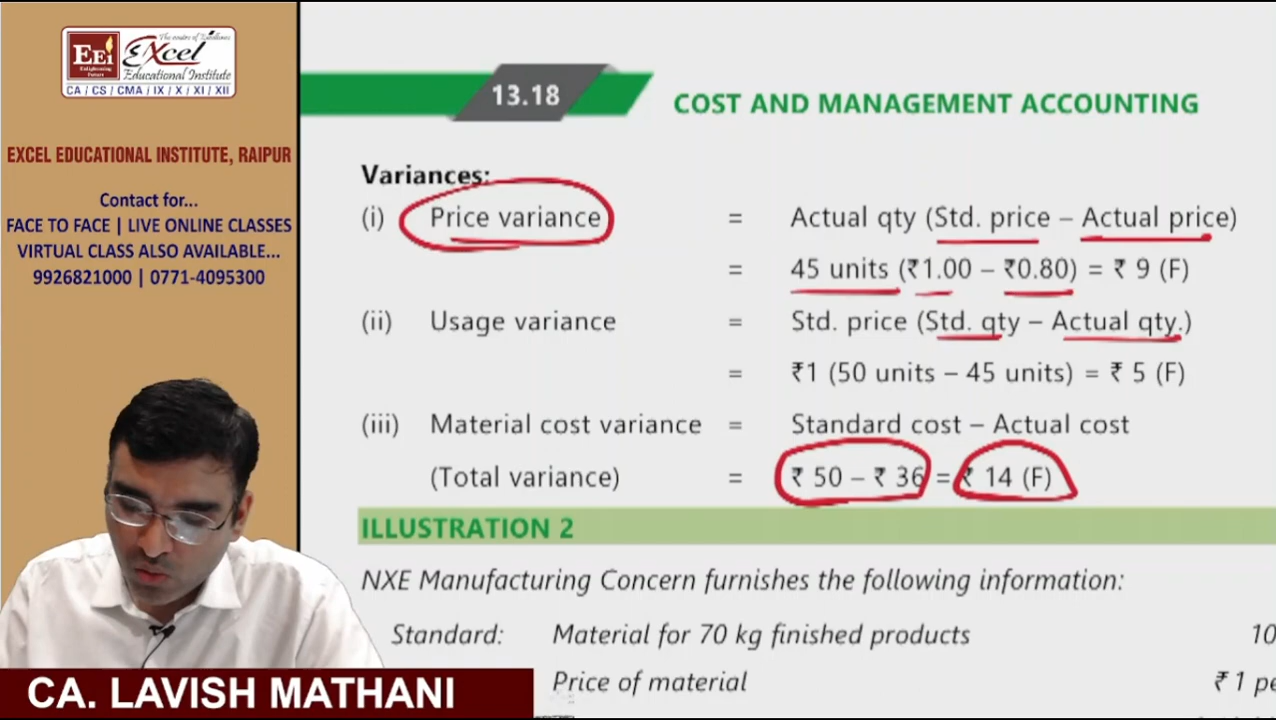 The centre of Excellence
EEi
Enlightening Future
Excel
Educational Institute
CA / CS / CMA / IX / X / XI / XII
EXCEL EDUCATIONAL INSTITUTE, RAIPUR
Contact for...
FACE TO FACE | LIVE ONLINE CLASSES
VIRTUAL CLASS ALSO AVAILABLE...
9926821000 | 0771-4095300
13.18 COST AND MANAGEMENT ACCOUNTING
Variances:
(i) Price variance = Actual qty (Std. price – Actual price)
= 45 units (₹1.00 – ₹0.80) = ₹ 9 (F)
(ii) Usage variance = Std. price (Std. qty – Actual qty.)
= ₹1 (50 units – 45 units) = ₹ 5 (F)
(iii) Material cost variance = Standard cost – Actual cost
(Total variance) = ₹ 50 – ₹ 36 = ₹ 14 (F)
ILLUSTRATION 2
NXE Manufacturing Concern furnishes the following information:
Standard: Material for 70 kg finished products 10
Price of material ₹ 1 pe
CA. LAVISH MATHANI